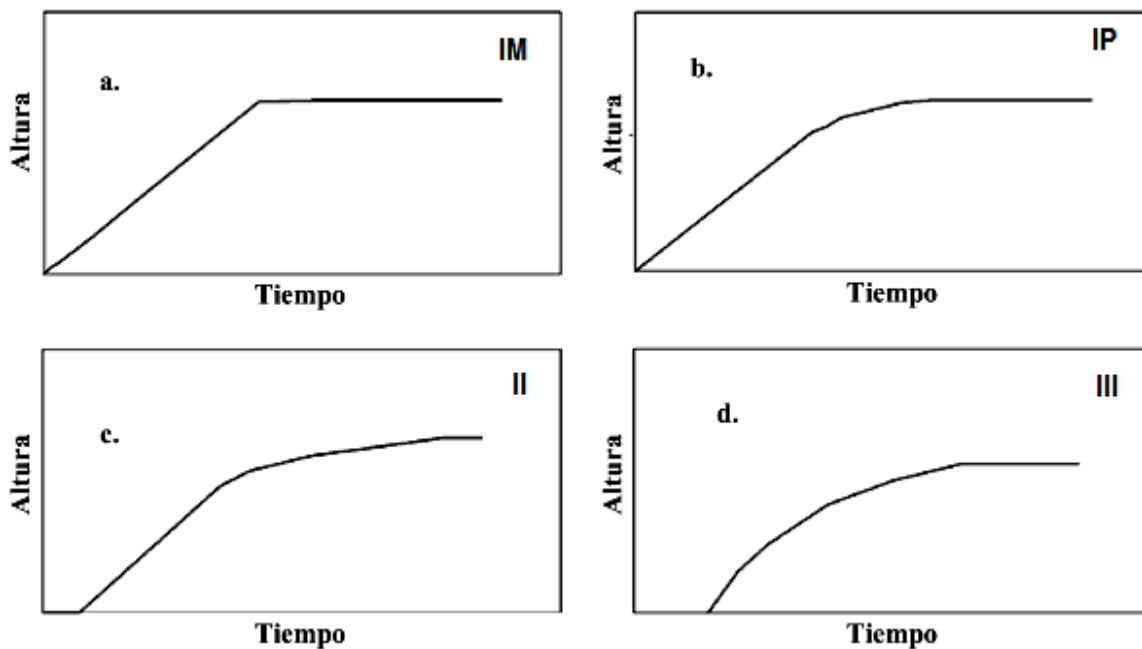 IM
a.
Altura
Tiempo
IP
b.
Altura
Tiempo
II
c.
Altura
Tiempo
III
d.
Altura
Tiempo